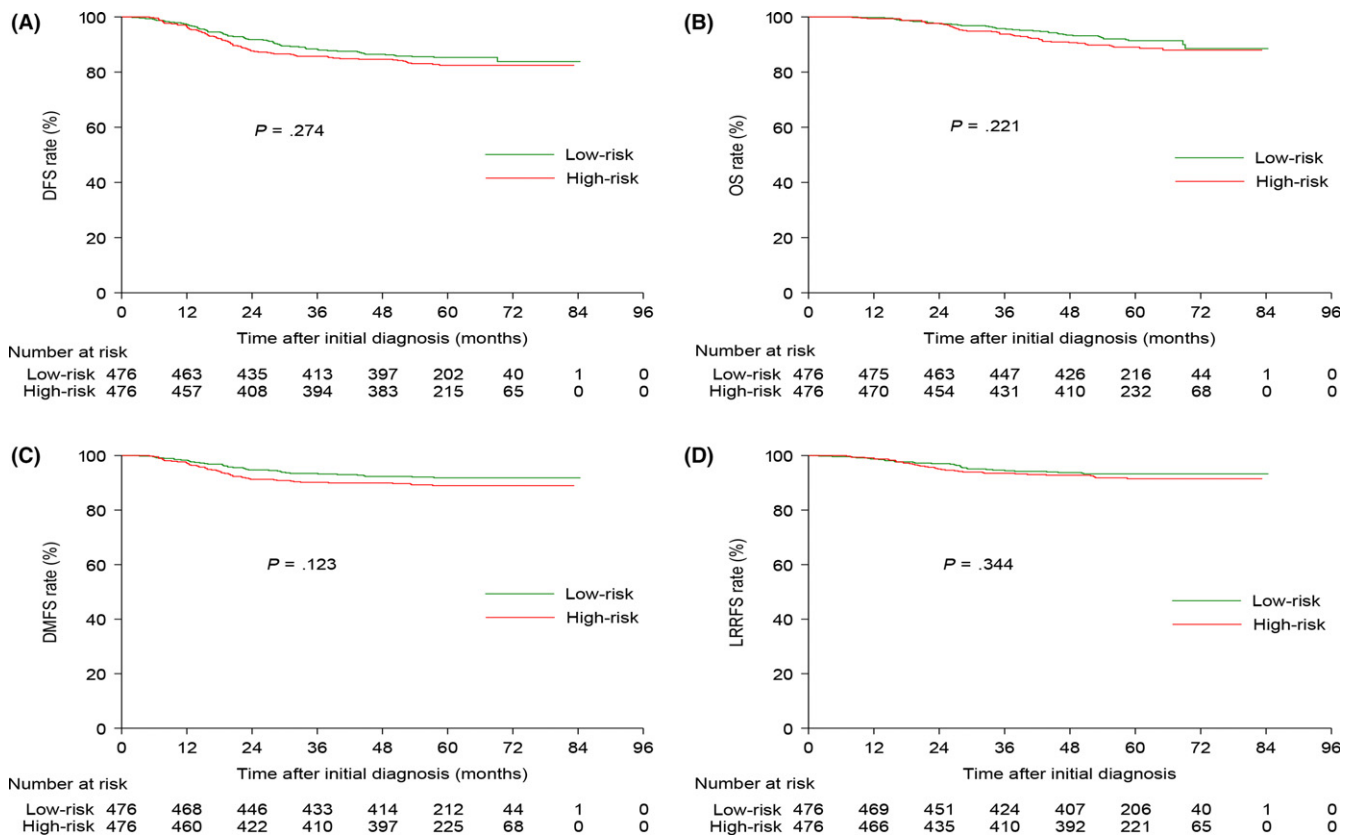 (A)
100
80
60
40
20
0
DFS rate (%)
P = .274
Low-risk
High-risk
0 12 24 36 48 60 72 84 96
Time after initial diagnosis (months)
Number at risk
Low-risk 476 463 435 413 397 202 40 1 0
High-risk 476 457 408 394 383 215 65 0 0
(B)
100
80
60
40
20
0
OS rate (%)
P = .221
Low-risk
High-risk
0 12 24 36 48 60 72 84 96
Time after initial diagnosis (months)
Number at risk
Low-risk 476 475 463 447 426 216 44 1 0
High-risk 476 470 454 431 410 232 68 0 0
(C)
100
80
60
40
20
0
DMFS rate (%)
P = .123
Low-risk
High-risk
0 12 24 36 48 60 72 84 96
Time after initial diagnosis (months)
Number at risk
Low-risk 476 468 446 433 414 212 44 1 0
High-risk 476 460 422 410 397 225 68 0 0
(D)
100
80
60
40
20
0
LRRFS rate (%)
P = .344
Low-risk
High-risk
0 12 24 36 48 60 72 84 96
Time after initial diagnosis
Number at risk
Low-risk 476 469 451 424 407 206 40 1 0
High-risk 476 466 435 410 392 221 65 0 0